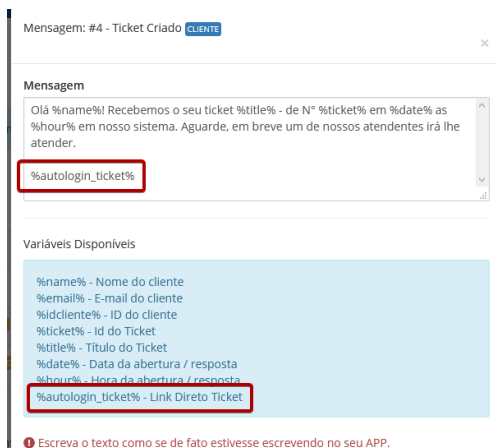 Mensagem: #4 - Ticket Criado CLIENTE
×
Mensagem
Olá %name%! Recebemos o seu ticket %title% - de Nº %ticket% em %date% as
%hour% em nosso sistema. Aguarde, em breve um de nossos atendentes irá lhe
atender.
%autologin_ticket%
Variáveis Disponíveis
%name% - Nome do cliente
%email% - E-mail do cliente
%idcliente% - ID do cliente
%ticket% - Id do Ticket
%title% - Título do Ticket
%date% - Data da abertura / resposta
%hour% - Hora da abertura / resposta
%autologin_ticket% - Link Direto Ticket
Escreva o texto como se de fato estivesse escrevendo no seu APP.